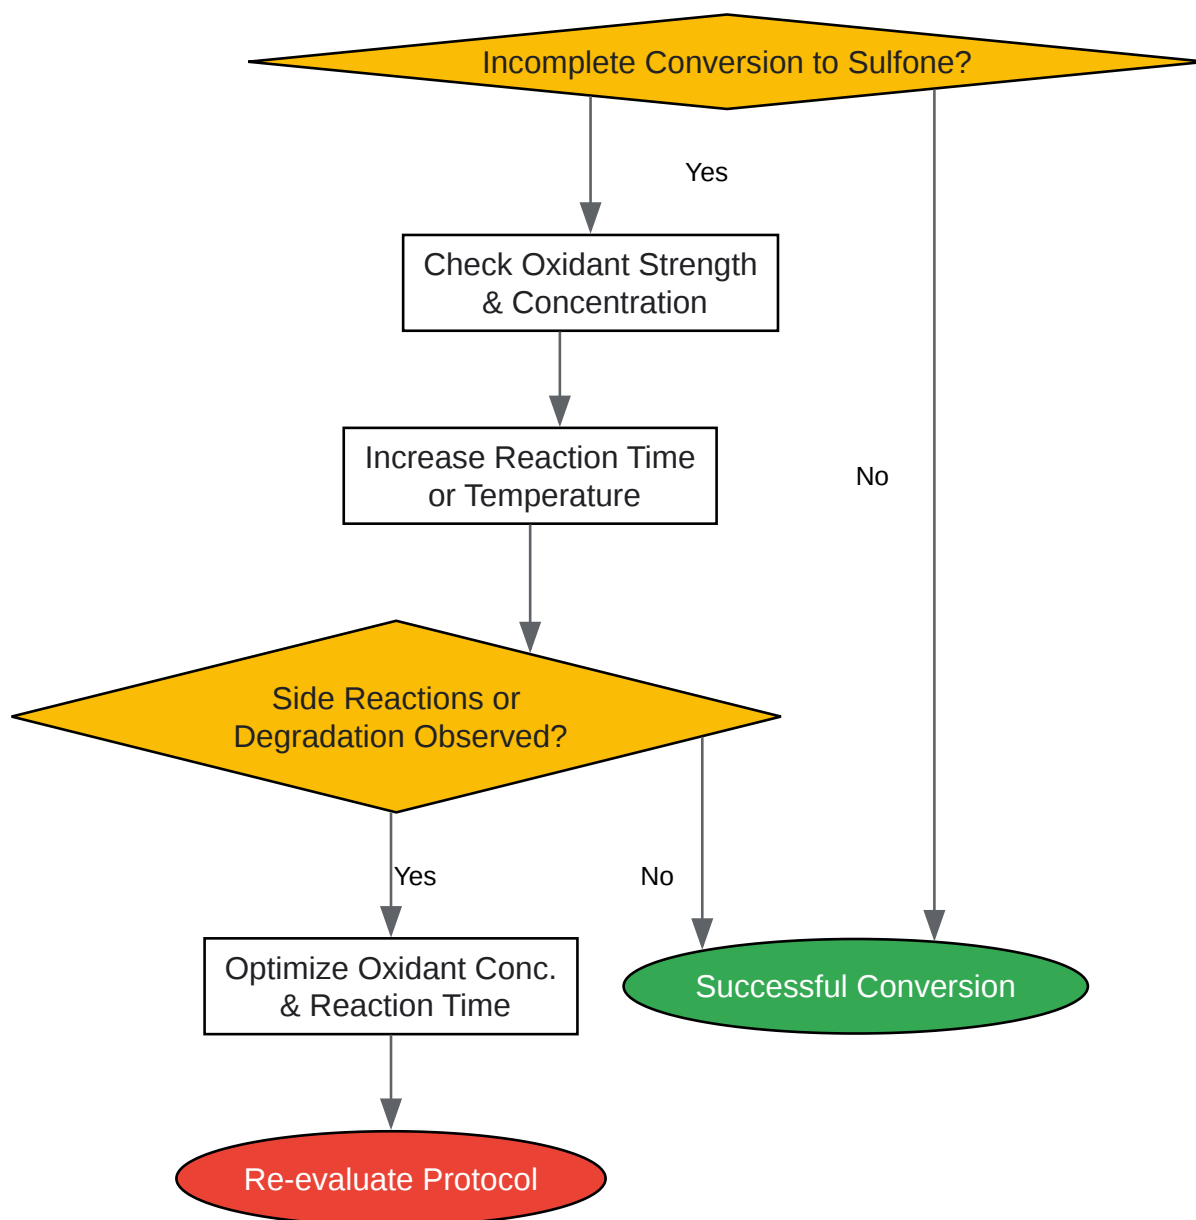 Incomplete Conversion to Sulfone?
Yes
Check Oxidant Strength
& Concentration
Increase Reaction Time
or Temperature
No
Side Reactions or
Degradation Observed?
Yes
No
Optimize Oxidant Conc.
& Reaction Time
Successful Conversion
Re-evaluate Protocol